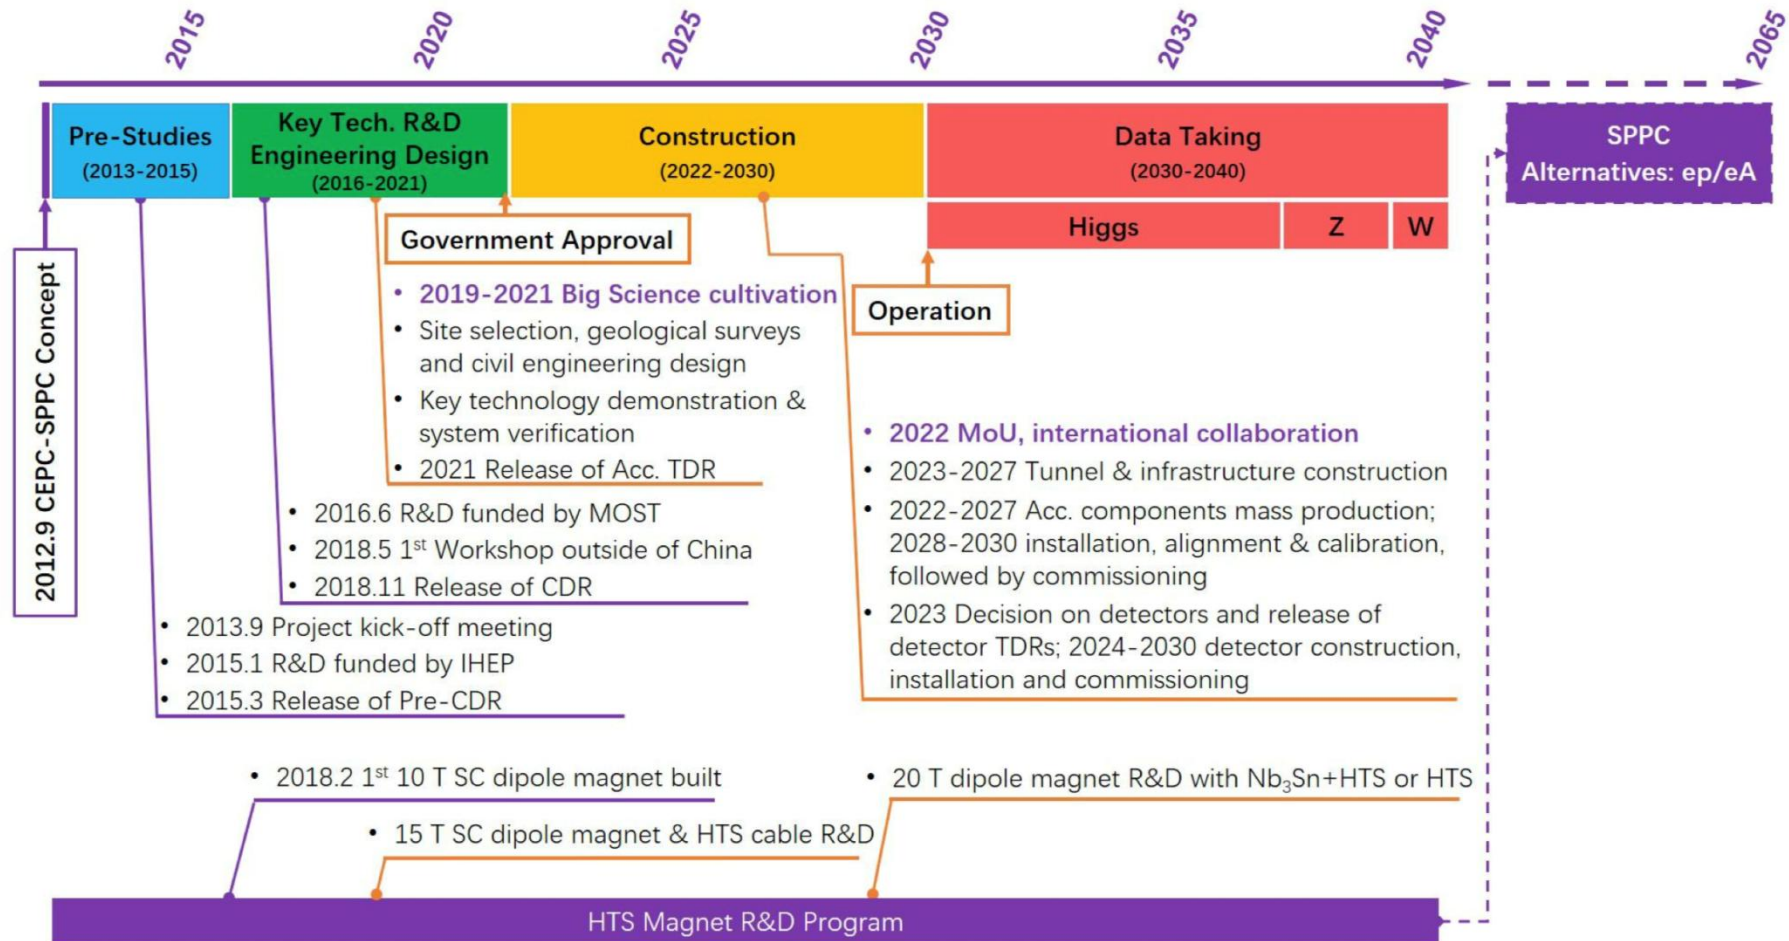 2015
2020
2025
2030
2035
2040
2065
Pre-Studies
(2013-2015)
Key Tech. R&D
Engineering Design
(2016-2021)
Construction
(2022-2030)
Data Taking
(2030-2040)
SPPC
Alternatives: ep/eA
Higgs
Z
W
2012.9 CEPC-SPPC Concept
Government Approval
Operation
• 2019-2021 Big Science cultivation
• Site selection, geological surveys
and civil engineering design
• Key technology demonstration &
system verification
• 2021 Release of Acc. TDR
• 2016.6 R&D funded by MOST
• 2018.5 1st Workshop outside of China
• 2018.11 Release of CDR
• 2013.9 Project kick-off meeting
• 2015.1 R&D funded by IHEP
• 2015.3 Release of Pre-CDR
• 2022 MoU, international collaboration
• 2023-2027 Tunnel & infrastructure construction
• 2022-2027 Acc. components mass production;
2028-2030 installation, alignment & calibration,
followed by commissioning
• 2023 Decision on detectors and release of
detector TDRs; 2024-2030 detector construction,
installation and commissioning
• 2018.2 1st 10 T SC dipole magnet built
• 15 T SC dipole magnet & HTS cable R&D
• 20 T dipole magnet R&D with Nb₃Sn+HTS or HTS
HTS Magnet R&D Program